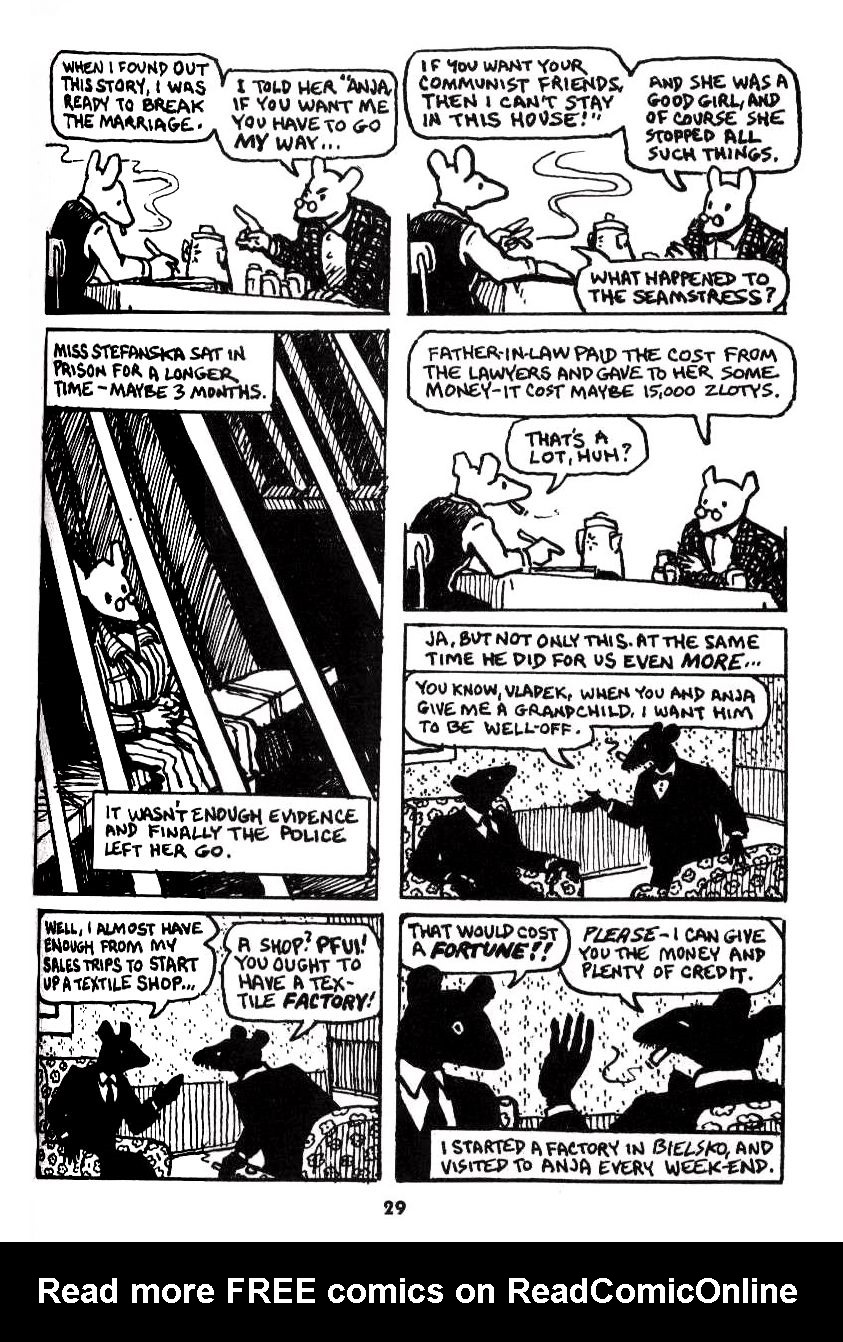 WHEN I FOUND OUT
THIS STORY, I WAS
READY TO BREAK
THE MARRIAGE.
I TOLD HER "ANJA,
IF YOU WANT ME
YOU HAVE TO GO
MY WAY...
IF YOU WANT YOUR
COMMUNIST FRIENDS,
THEN I CAN'T STAY
IN THIS HOUSE!"
AND SHE WAS A
GOOD GIRL, AND
OF COURSE SHE
STOPPED ALL
SUCH THINGS.
WHAT HAPPENED TO
THE SEAMSTRESS?
MISS STEFANSKA SAT IN
PRISON FOR A LONGER
TIME – MAYBE 3 MONTHS.
IT WASN'T ENOUGH EVIDENCE
AND FINALLY THE POLICE
LEFT HER GO.
FATHER-IN-LAW PAID THE COST FROM
THE LAWYERS AND GAVE TO HER SOME
MONEY–IT COST MAYBE 15,000 ZLOTYS.
THAT'S A
LOT, HUH?
JA, BUT NOT ONLY THIS. AT THE SAME
TIME HE DID FOR US EVEN MORE...
YOU KNOW, VLADEK, WHEN YOU AND ANJA
GIVE ME A GRANDCHILD, I WANT HIM
TO BE WELL-OFF.
WELL, I ALMOST HAVE
ENOUGH FROM MY
SALES TRIPS TO START
UP A TEXTILE SHOP...
A SHOP? PFUI!
YOU OUGHT TO
HAVE A TEX-
TILE FACTORY!
THAT WOULD COST
A FORTUNE!!
PLEASE – I CAN GIVE
YOU THE MONEY AND
PLENTY OF CREDIT.
I STARTED A FACTORY IN BIELSKO, AND
VISITED TO ANJA EVERY WEEK-END.
29
Read more FREE comics on ReadComicOnline